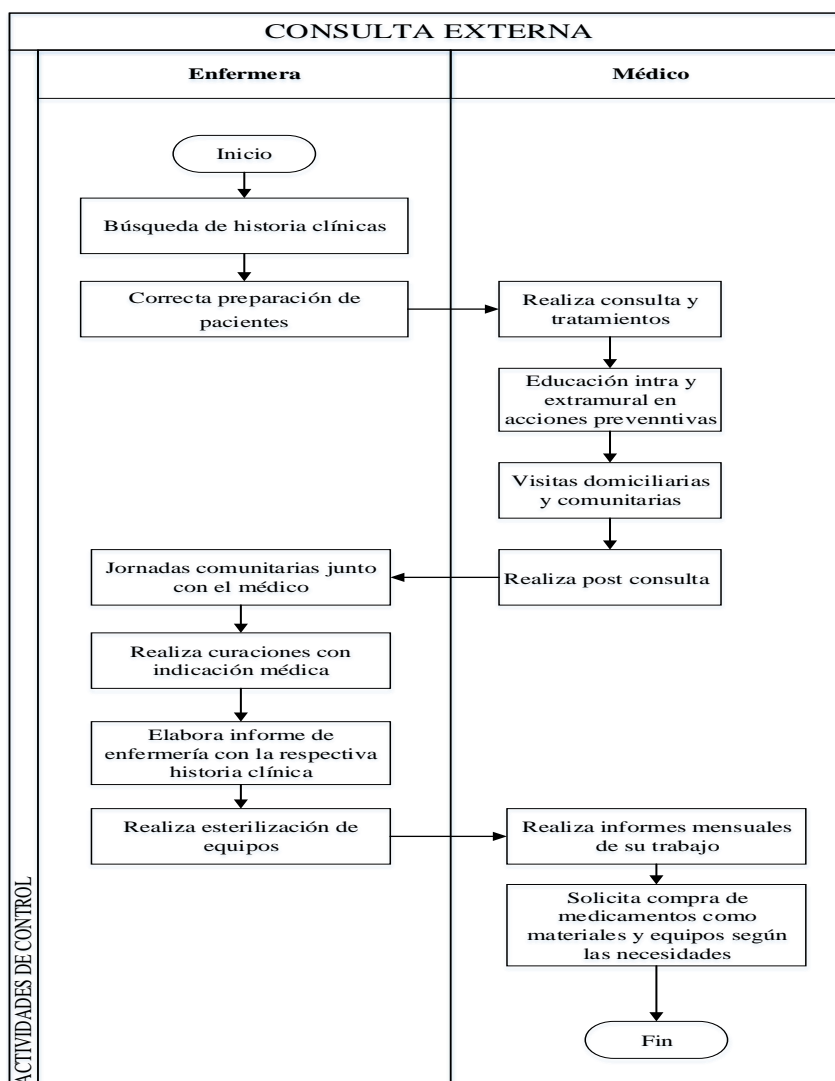 CONSULTA EXTERNA
Enfermera
Médico
Inicio
Búsqueda de historia clínicas
Correcta preparación de
pacientes
Realiza consulta y
tratamientos
Educación intra y
extramural en
acciones prevenntivas
Visitas domiciliarias
y comunitarias
Realiza post consulta
Jornadas comunitarias junto
con el médico
Realiza curaciones con
indicación médica
Elabora informe de
enfermería con la respectiva
historia clínica
Realiza esterilización de
equipos
Realiza informes mensuales
de su trabajo
Solicita compra de
medicamentos como
materiales y equipos según
las necesidades
Fin
ACTIVIDADES DE CONTROL